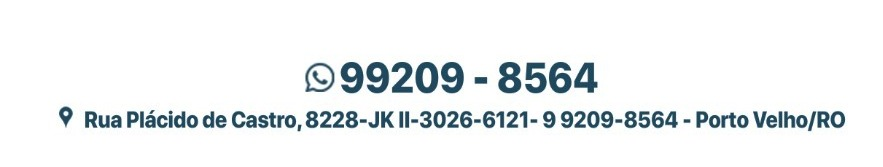 99209 - 8564
Rua Plácido de Castro, 8228-JK II-3026-6121- 9 9209-8564 - Porto Velho/RO